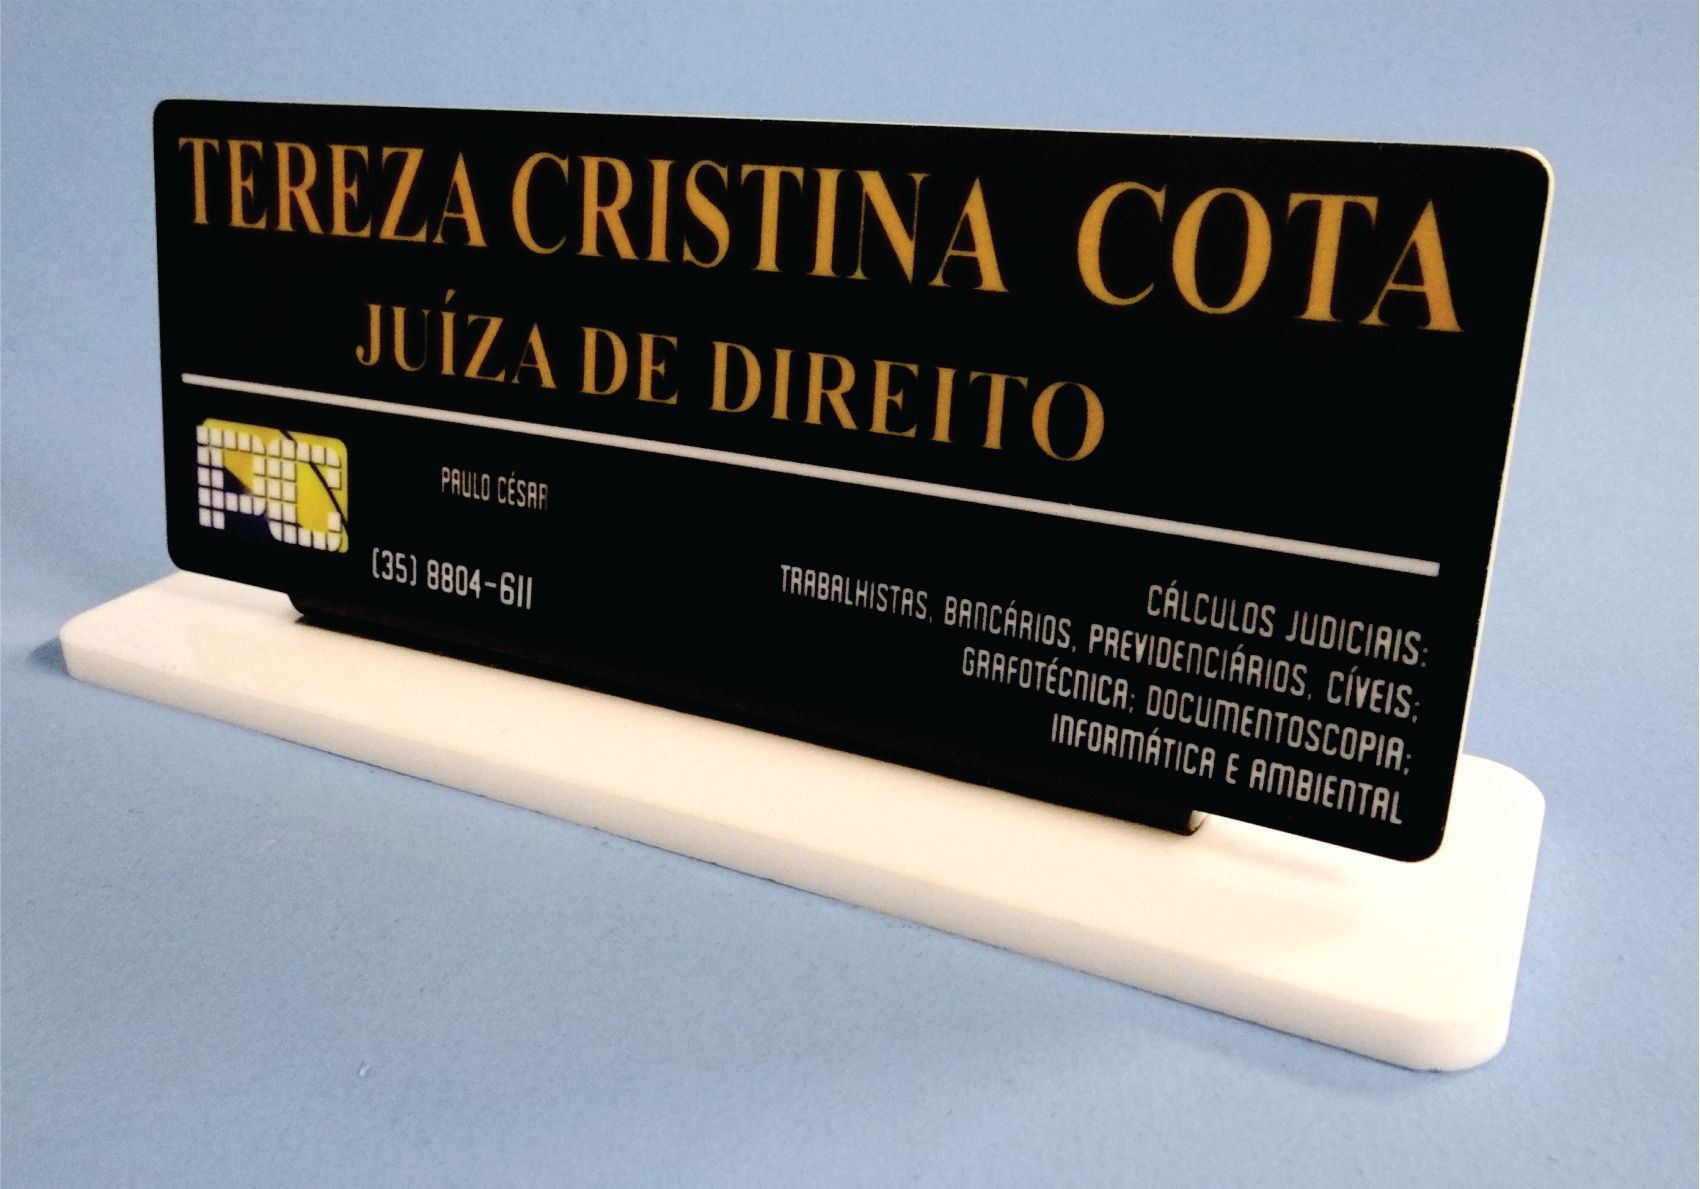 TEREZA CRISTINA COTA
JUÍZA DE DIREITO
PC
PAULO CÉSAR
(35) 8804-611
CÁLCULOS JUDICIAIS:
TRABALHISTAS, BANCÁRIOS, PREVIDENCIÁRIOS, CÍVEIS;
GRAFOTÉCNICA; DOCUMENTOSCOPIA;
INFORMÁTICA E AMBIENTAL